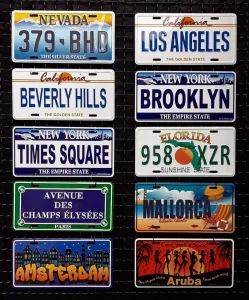 NEVADA
379-BHD
THE SILVER STATE
California
LOS ANGELES
THE GOLDEN STATE
California
BEVERLY HILLS
THE GOLDEN STATE
NEW YORK
BROOKLYN
THE EMPIRE STATE
NEW YORK
TIMES SQUARE
THE EMPIRE STATE
FLORIDA
958 XZR
SUNSHINE STATE
AVENUE
DES
CHAMPS ÉLYSÉES
PARIS
MALLORCA
AMSTERDAM
Aruba